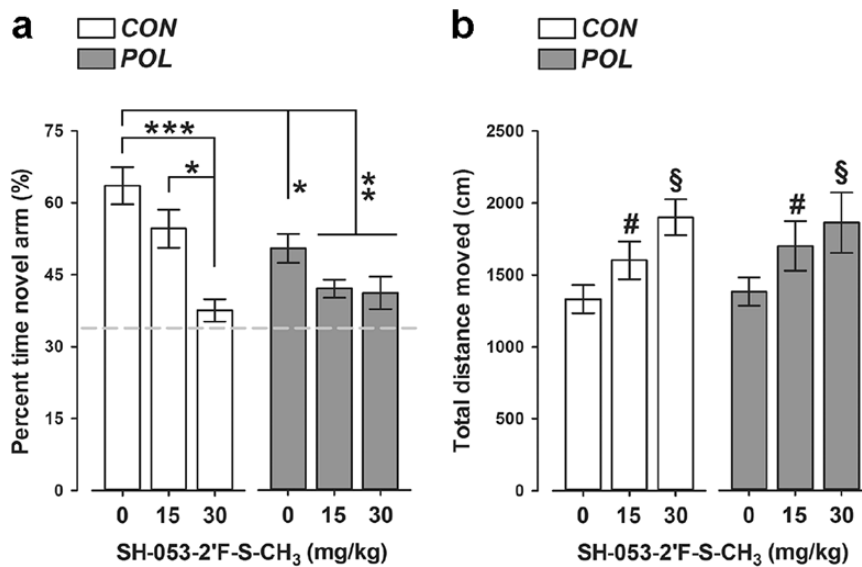 a
CON
POL
Percent time novel arm (%)
75
60
45
30
15
0
***
*
*
**
0 15 30 0 15 30
SH-053-2'F-S-CH₃ (mg/kg)
b
CON
POL
Total distance moved (cm)
2500
2000
1500
1000
500
0
# § # §
0 15 30 0 15 30
SH-053-2'F-S-CH₃ (mg/kg)